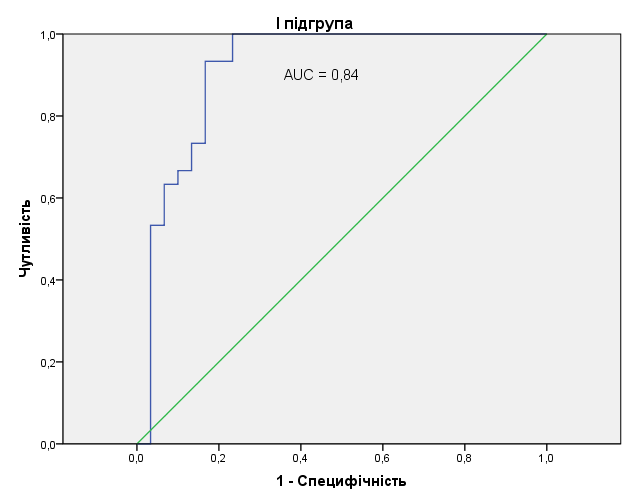 І підгрупа
1,0
AUC = 0,84
0,8
0,6
0,4
0,2
0,0
Чутливість
0,0 0,2 0,4 0,6 0,8 1,0
1 - Специфічність